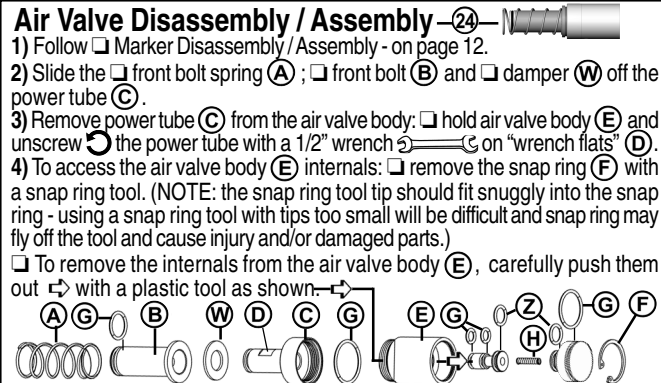 Air Valve Disassembly / Assembly 24
1) Follow ❏ Marker Disassembly / Assembly - on page 12.
2) Slide the ❏ front bolt spring Ⓐ ; ❏ front bolt Ⓑ and ❏ damper Ⓦ off the
power tube Ⓒ .
3) Remove power tube Ⓒ from the air valve body: ❏ hold air valve body Ⓔ and
unscrew the power tube with a 1/2" wrench on "wrench flats" Ⓓ.
4) To access the air valve body Ⓔ internals: ❏ remove the snap ring Ⓕ with
a snap ring tool. (NOTE: the snap ring tool tip should fit snuggly into the snap
ring - using a snap ring tool with tips too small will be difficult and snap ring may
fly off the tool and cause injury and/or damaged parts.)
❏ To remove the internals from the air valve body Ⓔ, carefully push them
out ⇨ with a plastic tool as shown. ⇨
Ⓐ Ⓖ Ⓑ Ⓦ Ⓓ Ⓒ Ⓖ Ⓔ Ⓖ Ⓩ Ⓗ Ⓖ Ⓕ